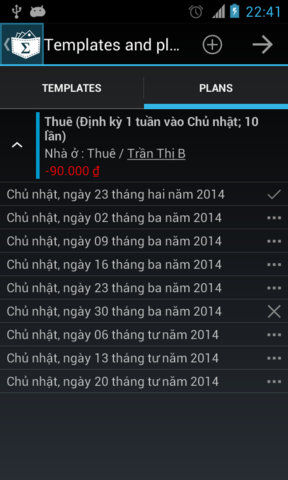 22:41
Σ
Templates and pl...
TEMPLATES
PLANS
Thuê (Định kỳ 1 tuần vào Chủ nhật; 10
lần)
Nhà ở : Thuê / Trần Thị B
-90.000 ₫
Chủ nhật, ngày 23 tháng hai năm 2014
Chủ nhật, ngày 02 tháng ba năm 2014
Chủ nhật, ngày 09 tháng ba năm 2014
Chủ nhật, ngày 16 tháng ba năm 2014
Chủ nhật, ngày 23 tháng ba năm 2014
Chủ nhật, ngày 30 tháng ba năm 2014
Chủ nhật, ngày 06 tháng tư năm 2014
Chủ nhật, ngày 13 tháng tư năm 2014
Chủ nhật, ngày 20 tháng tư năm 2014